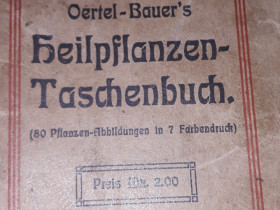 Oertel-Bauer's
Heilpflanzen-
Taschenbuch.
(80 Pflanzen-Abbildungen in 7 Farbendruck)
Preis Mk. 2.00